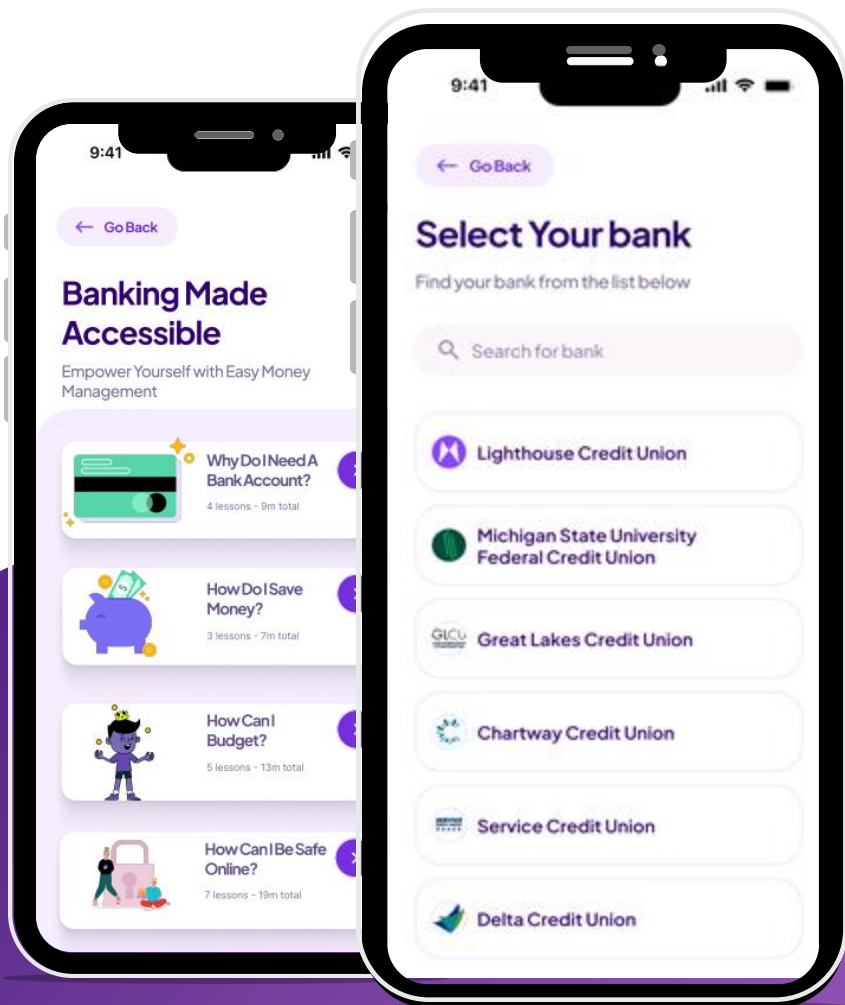 9:41
Go Back
Banking Made
Accessible
Empower Yourself with Easy Money
Management
Why Do I Need A
Bank Account?
4 lessons - 9m total
How Do I Save
Money?
3 lessons - 7m total
How Can I
Budget?
5 lessons - 13m total
How Can I Be Safe
Online?
7 lessons - 19m total
9:41
Go Back
Select Your bank
Find your bank from the list below
Search for bank
Lighthouse Credit Union
Michigan State University
Federal Credit Union
GLCU
Great Lakes Credit Union
Chartway Credit Union
Service Credit Union
Delta Credit Union